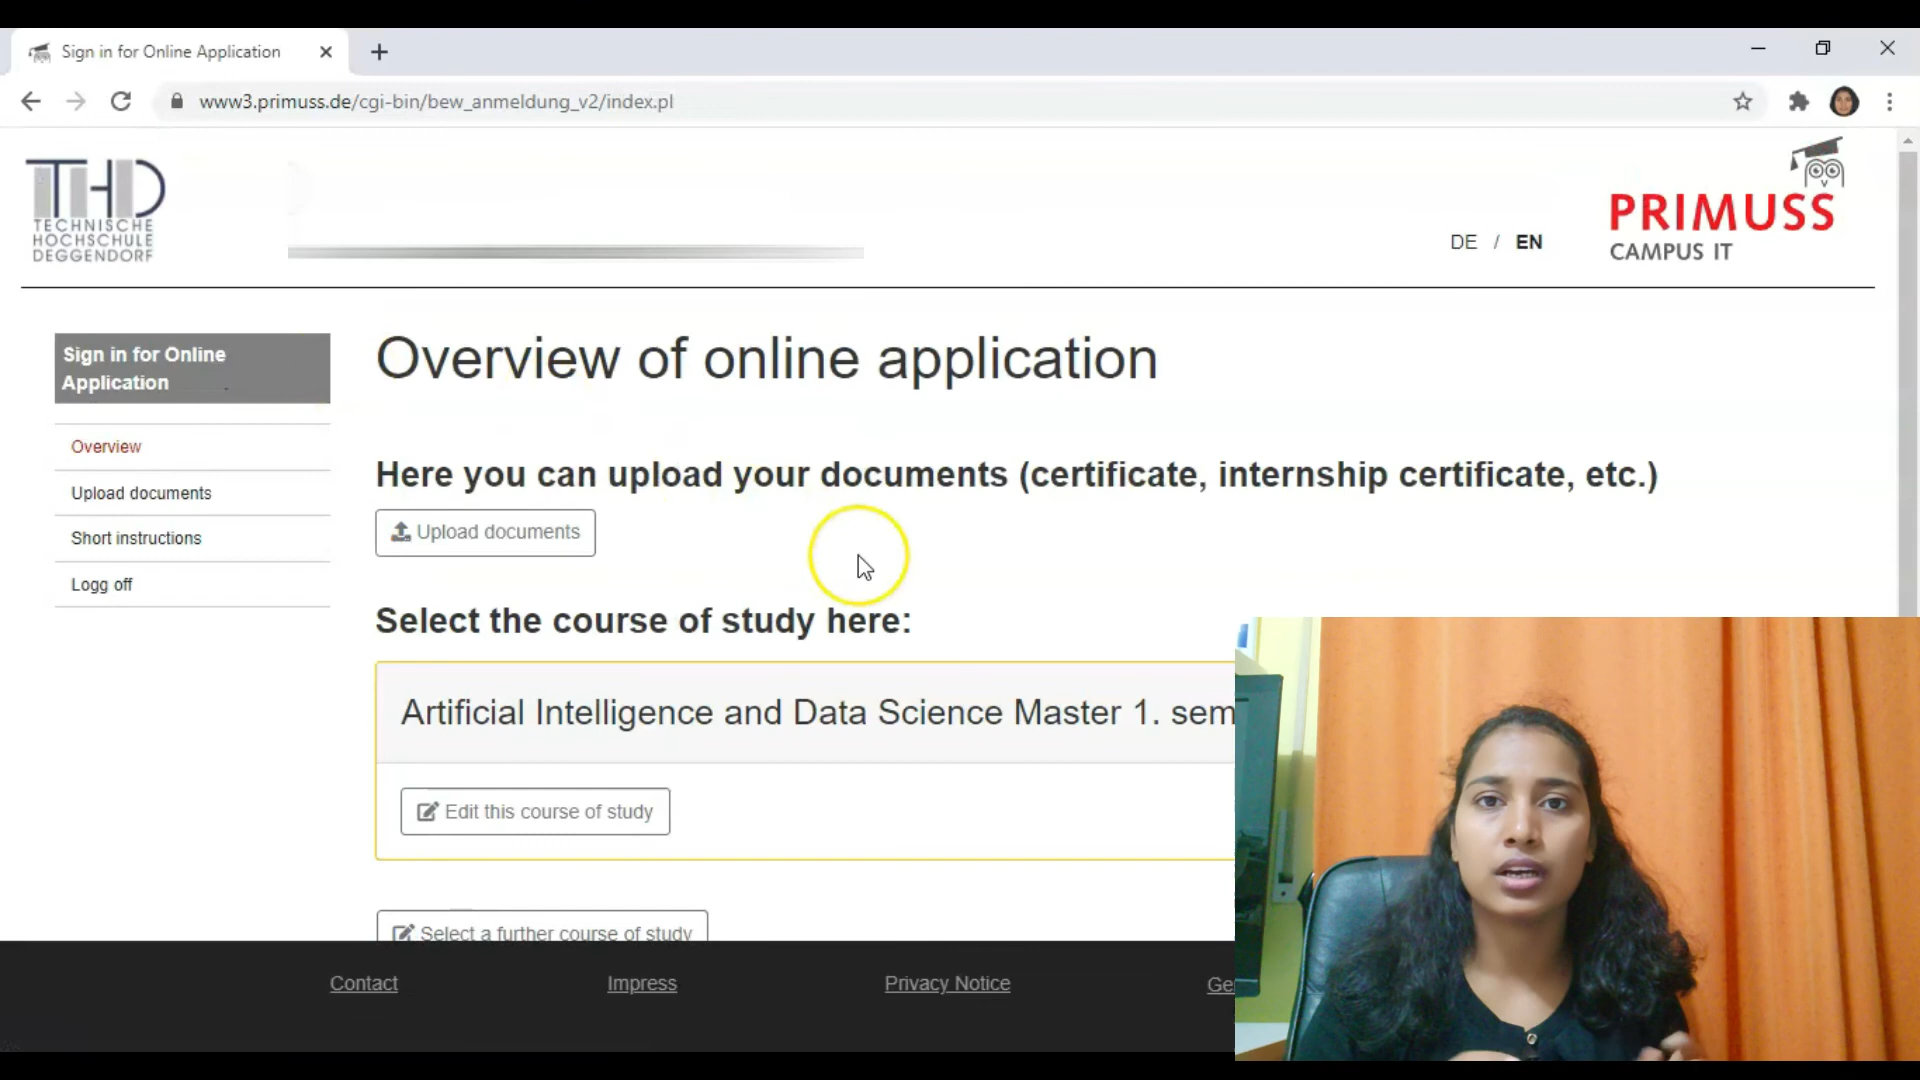 Sign in for Online Application
www3.primuss.de/cgi-bin/bew_anmeldung_v2/index.pl
THD
TECHNISCHE
HOCHSCHULE
DEGGENDORF
DE / EN
PRIMUSS
CAMPUS IT
Sign in for Online
Application
Overview
Upload documents
Short instructions
Logg off
Overview of online application
Here you can upload your documents (certificate, internship certificate, etc.)
Upload documents
Select the course of study here:
Artificial Intelligence and Data Science Master 1. sem
Edit this course of study
Select a further course of study
Contact
Impress
Privacy Notice
Ge